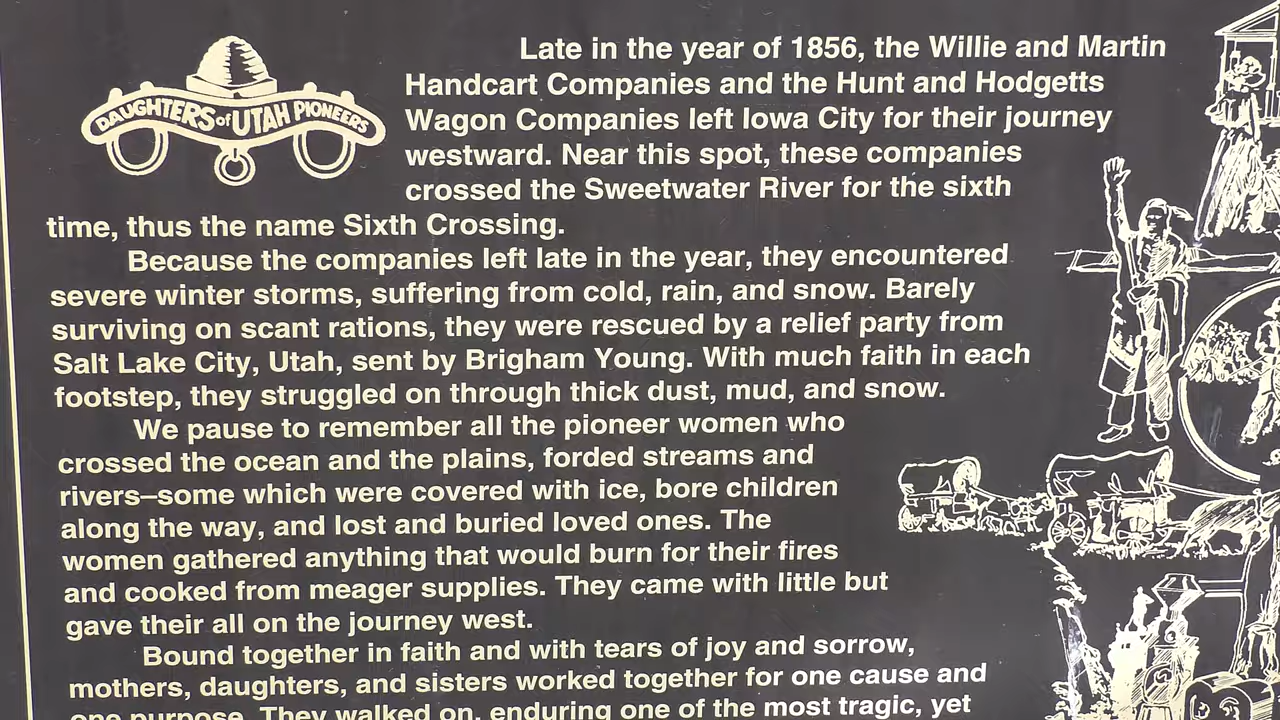 DAUGHTERS of UTAH PIONEERS
Late in the year of 1856, the Willie and Martin
Handcart Companies and the Hunt and Hodgetts
Wagon Companies left Iowa City for their journey
westward. Near this spot, these companies
crossed the Sweetwater River for the sixth
time, thus the name Sixth Crossing.
Because the companies left late in the year, they encountered
severe winter storms, suffering from cold, rain, and snow. Barely
surviving on scant rations, they were rescued by a relief party from
Salt Lake City, Utah, sent by Brigham Young. With much faith in each
footstep, they struggled on through thick dust, mud, and snow.
We pause to remember all the pioneer women who
crossed the ocean and the plains, forded streams and
rivers—some which were covered with ice, bore children
along the way, and lost and buried loved ones. The
women gathered anything that would burn for their fires
and cooked from meager supplies. They came with little but
gave their all on the journey west.
Bound together in faith and with tears of joy and sorrow,
mothers, daughters, and sisters worked together for one cause and
one purpose. They walked on, enduring one of the most tragic, yet